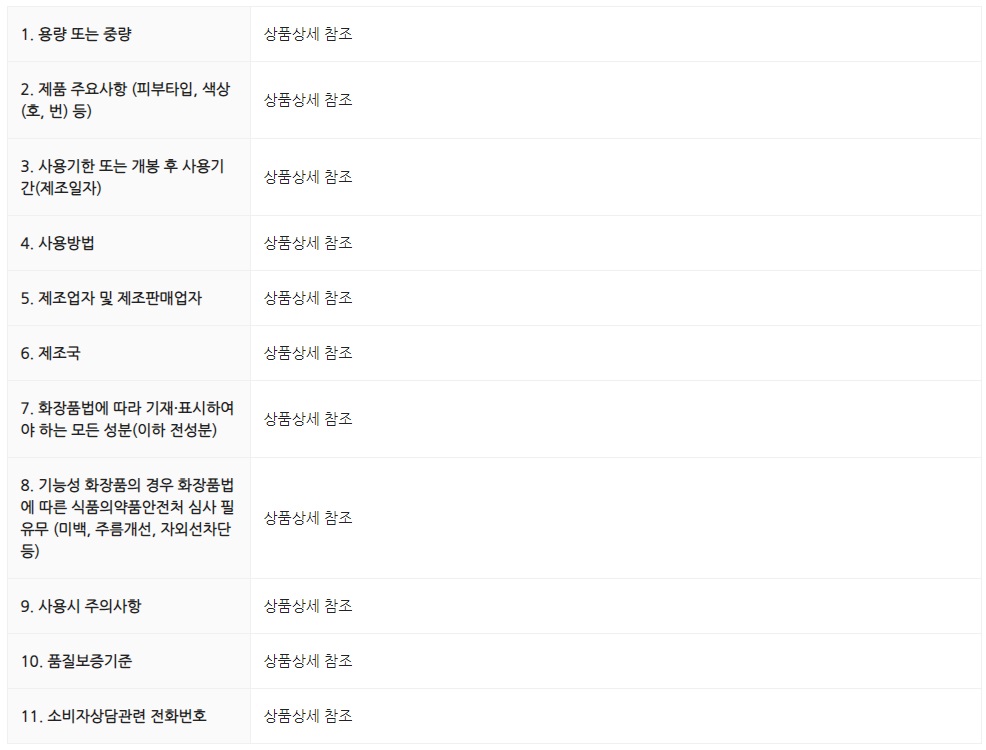 1. 용량 또는 중량
상품상세 참조
2. 제품 주요사항 (피부타입, 색상
(호, 번) 등)
상품상세 참조
3. 사용기한 또는 개봉 후 사용기
간(제조일자)
상품상세 참조
4. 사용방법
상품상세 참조
5. 제조업자 및 제조판매업자
상품상세 참조
6. 제조국
상품상세 참조
7. 화장품법에 따라 기재·표시하여
야 하는 모든 성분(이하 전성분)
상품상세 참조
8. 기능성 화장품의 경우 화장품법
에 따른 식품의약품안전처 심사 필
유무 (미백, 주름개선, 자외선차단
등)
상품상세 참조
9. 사용시 주의사항
상품상세 참조
10. 품질보증기준
상품상세 참조
11. 소비자상담관련 전화번호
상품상세 참조